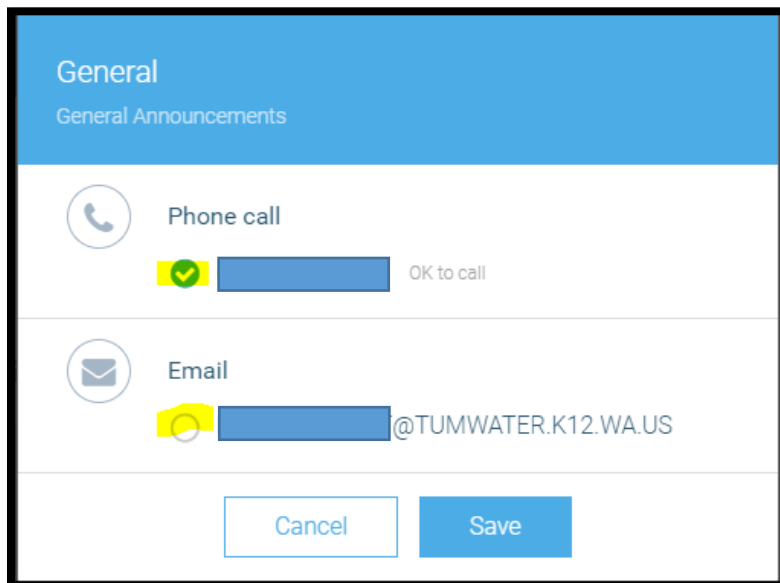 General
General Announcements
Phone call
OK to call
Email
@TUMWATER.K12.WA.US
Cancel
Save